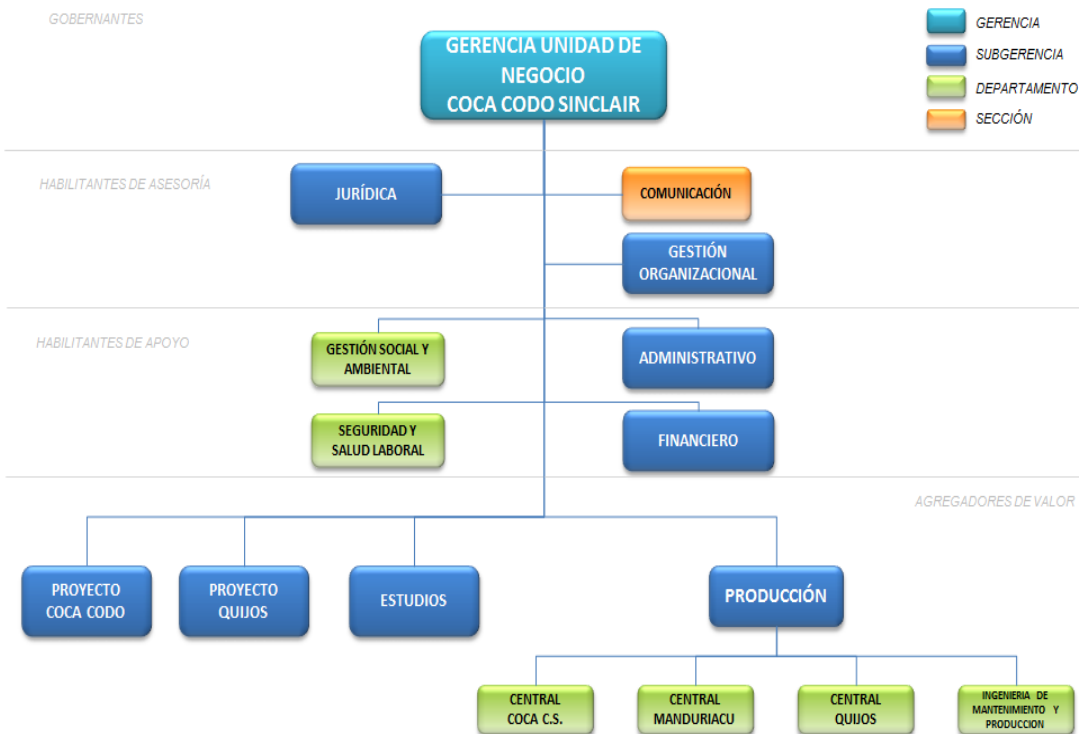 GOBERNANTES
GERENCIA UNIDAD DE
NEGOCIO
COCA CODO SINCLAIR
GERENCIA
SUBGERENCIA
DEPARTAMENTO
SECCIÓN
HABILITANTES DE ASESORÍA
JURÍDICA
COMUNICACIÓN
GESTIÓN
ORGANIZACIONAL
HABILITANTES DE APOYO
GESTIÓN SOCIAL Y
AMBIENTAL
ADMINISTRATIVO
SEGURIDAD Y
SALUD LABORAL
FINANCIERO
AGREGADORES DE VALOR
PROYECTO
COCA CODO
PROYECTO
QUIJOS
ESTUDIOS
PRODUCCIÓN
CENTRAL
COCA C.S.
CENTRAL
MANDURIACU
CENTRAL
QUIJOS
INGENIERIA DE
MANTENIMIENTO Y
PRODUCCION